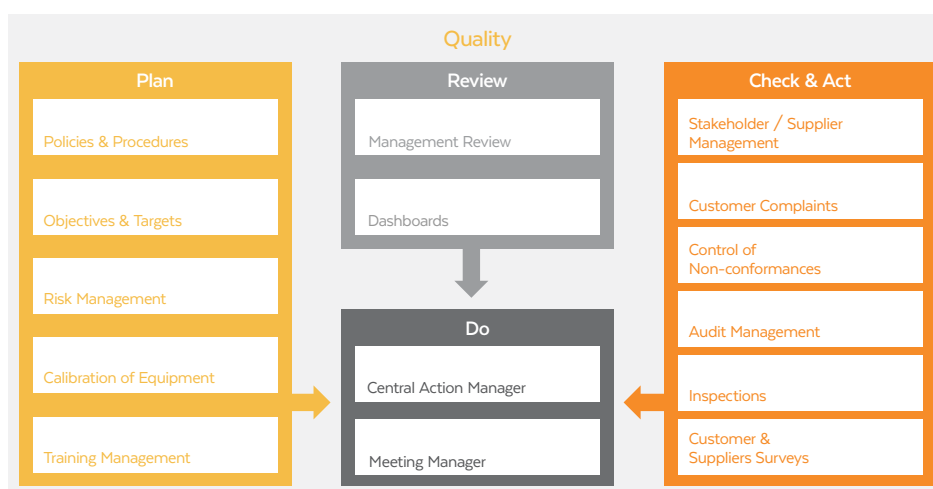 Quality
Plan
Policies & Procedures
Objectives & Targets
Risk Management
Calibration of Equipment
Training Management
Review
Management Review
Dashboards
Do
Central Action Manager
Meeting Manager
Check & Act
Stakeholder / Supplier
Management
Customer Complaints
Control of
Non-conformances
Audit Management
Inspections
Customer &
Suppliers Surveys